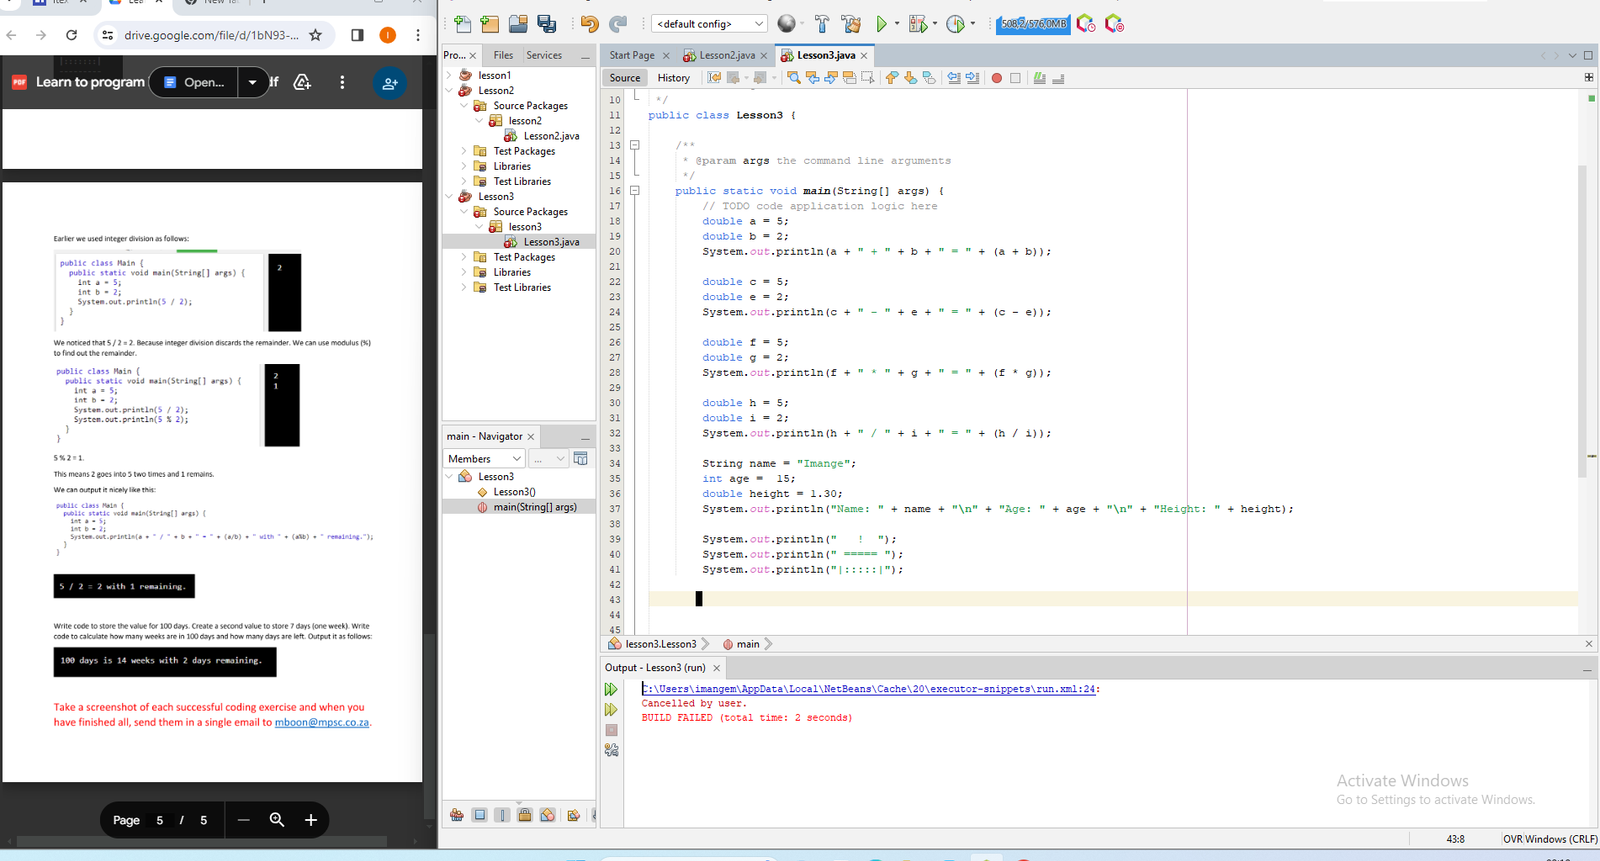 drive.google.com/file/d/1bN93-...
PDF Learn to program
Open...
Earlier we used integer division as follows:
public class Main {
public static void main(String[] args) {
int a = 5;
int b = 2;
System.out.println(5 / 2);
}
}
2
We noticed that 5 / 2 = 2. Because integer division discards the remainder. We can use modulus (%)
to find out the remainder.
public class Main {
public static void main(String[] args) {
int a = 5;
int b = 2;
System.out.println(5 / 2);
System.out.println(5 % 2);
}
}
2
1
5 % 2 = 1.
This means 2 goes into 5 two times and 1 remains.
We can output it nicely like this:
public class Main {
public static void main(String[] args) {
int a = 5;
int b = 2;
System.out.println(a + " / " + b + " = " + (a/b) + " with " + (a%b) + " remaining.");
}
}
5 / 2 = 2 with 1 remaining.
Write code to store the value for 100 days. Create a second value to store 7 days (one week). Write
code to calculate how many weeks are in 100 days and how many days are left. Output it as follows:
100 days is 14 weeks with 2 days remaining.
Take a screenshot of each successful coding exercise and when you
have finished all, send them in a single email to mboon@mpsc.co.za.
Page 5 / 5
<default config>
508,2/576,0MB
Pro... Files Services
lesson1
Lesson2
Source Packages
lesson2
Lesson2.java
Test Packages
Libraries
Test Libraries
Lesson3
Source Packages
lesson3
Lesson3.java
Test Packages
Libraries
Test Libraries
main - Navigator
Members
...
Lesson3
Lesson3()
main(String[] args)
Start Page Lesson2.java Lesson3.java
Source History
10 */
11 public class Lesson3 {
12
13 /**
14 * @param args the command line arguments
15 */
16 public static void main(String[] args) {
17 // TODO code application logic here
18 double a = 5;
19 double b = 2;
20 System.out.println(a + " + " + b + " = " + (a + b));
21
22 double c = 5;
23 double e = 2;
24 System.out.println(c + " - " + e + " = " + (c - e));
25
26 double f = 5;
27 double g = 2;
28 System.out.println(f + " * " + g + " = " + (f * g));
29
30 double h = 5;
31 double i = 2;
32 System.out.println(h + " / " + i + " = " + (h / i));
33
34 String name = "Imange";
35 int age = 15;
36 double height = 1.30;
37 System.out.println("Name: " + name + "\n" + "Age: " + age + "\n" + "Height: " + height);
38
39 System.out.println("   !  ");
40 System.out.println(" ===== ");
41 System.out.println("|:::::|");
42
43
44
45
lesson3.Lesson3 main
Output - Lesson3 (run)
C:\Users\imangem\AppData\Local\NetBeans\Cache\20\executor-snippets\run.xml:24:
Cancelled by user.
BUILD FAILED (total time: 2 seconds)
Activate Windows
Go to Settings to activate Windows.
43:8 OVR Windows (CRLF)